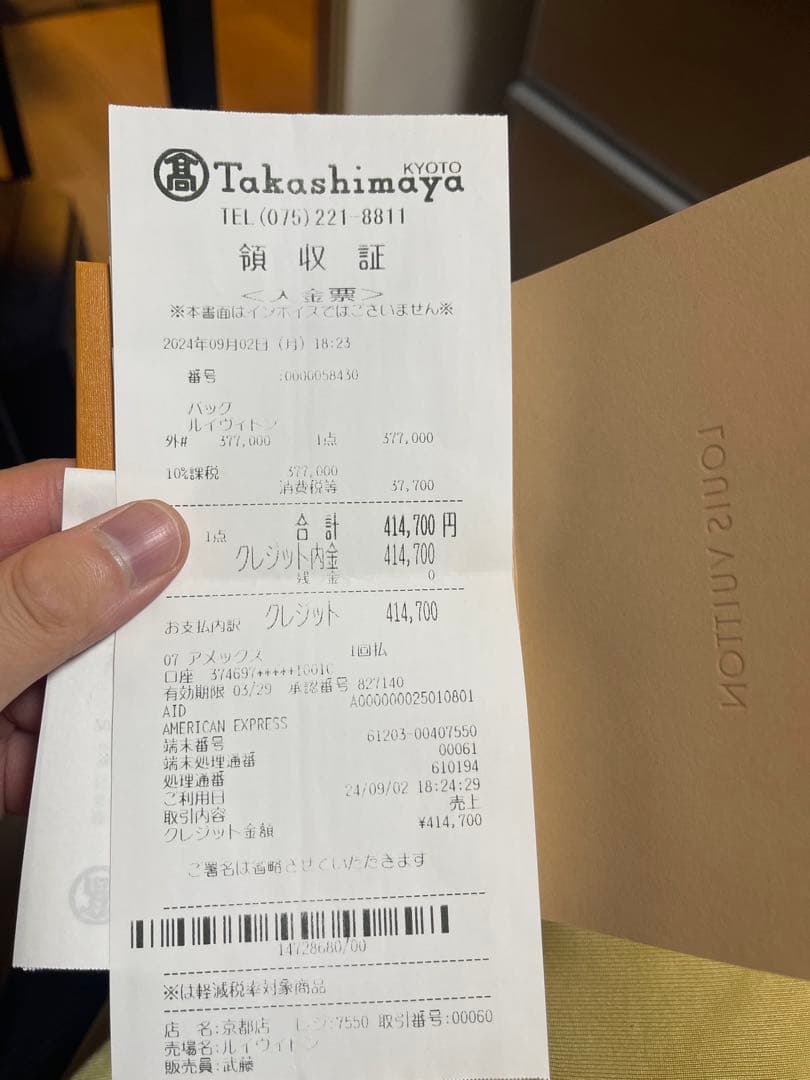 髙 Takashimaya KYOTO
TEL(075)221-8811
領 収 証
＜入金票＞
※本書面はインボイスではございません※
2024年09月02日（月）18:23
番号 :0000058430
バッグ
ルイヴィトン
外# 377,000 1点 377,000
10%課税 377,000
消費税等 37,700
1点 合 計 414,700 円
クレジット内金 414,700
残 金 0
お支払内訳 クレジット 414,700
07 アメックス 1回払
口座 374697*****1001C
有効期限 03/29 承認番号 827140
AID A000000025010801
AMERICAN EXPRESS
端末番号 61203-00407550
端末処理通番 00061
処理通番 610194
ご利用日 24/09/02 18:24:29
取引内容 売上
クレジット金額 ¥414,700
ご署名は省略させていただきます
14728680/00
※は軽減税率対象商品
店 名:京都店 レジ:7550 取引番号:00060
売場名:ルイヴィトン
販売員:武藤
LOUIS VUITTON